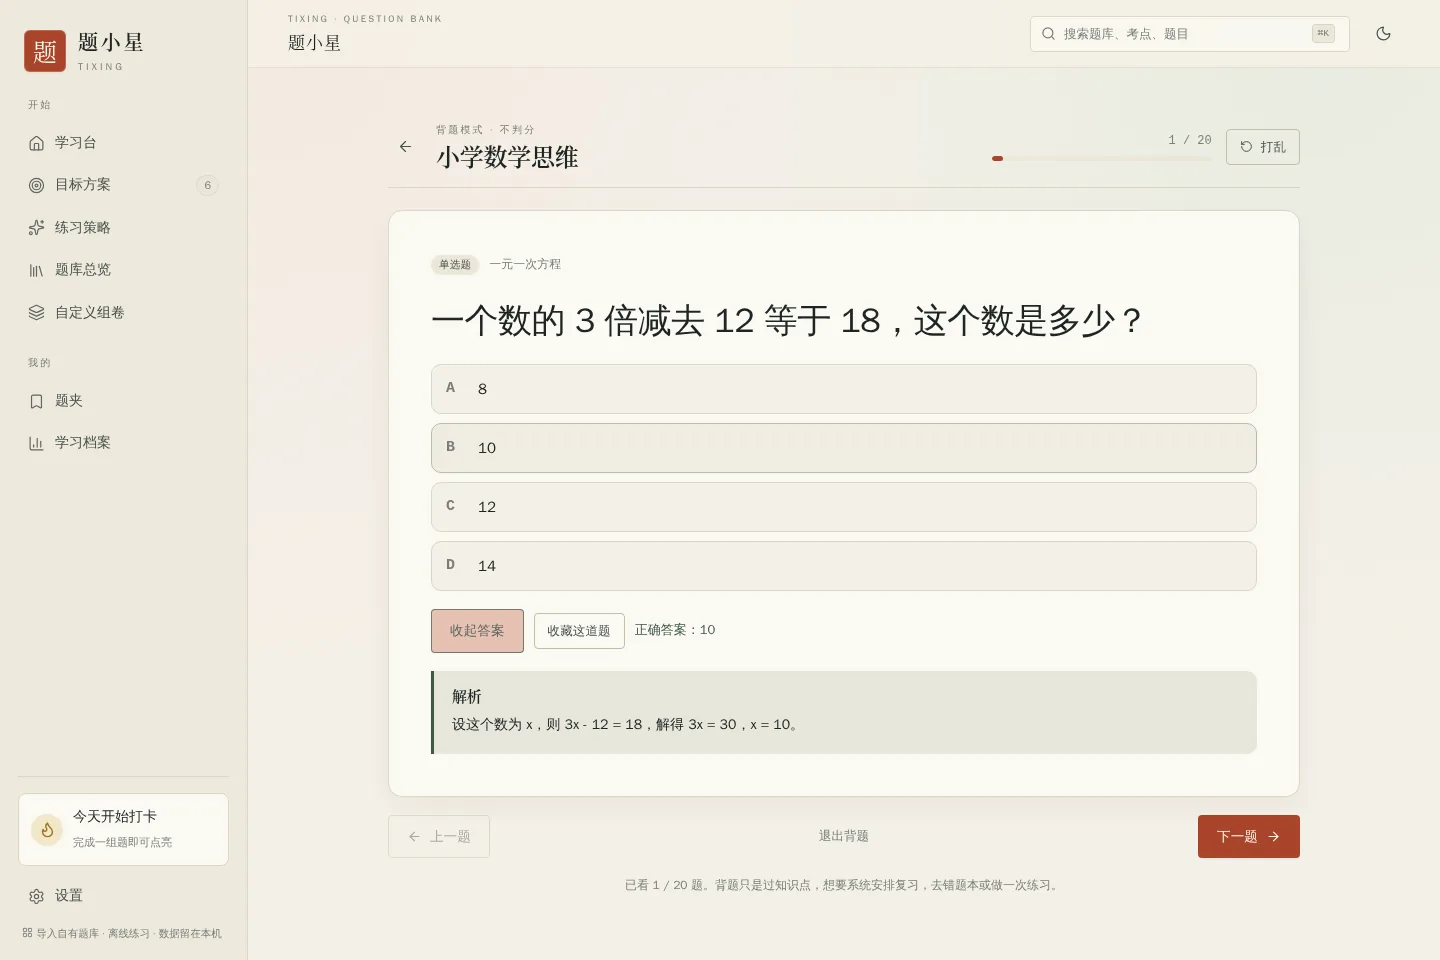 题
题小星
TIXING
开始
学习台
目标方案 6
练习策略
题库总览
自定义组卷
我的
题夹
学习档案
今天开始打卡
完成一组题即可点亮
设置
导入自有题库 · 离线练习 · 数据留在本机
TIXING · QUESTION BANK
题小星
搜索题库、考点、题目 ⌘K
背题模式 · 不判分
小学数学思维
1 / 20
打乱
单选题 一元一次方程
一个数的 3 倍减去 12 等于 18，这个数是多少？
A 8
B 10
C 12
D 14
收起答案 收藏这道题 正确答案：10
解析
设这个数为 x，则 3x - 12 = 18，解得 3x = 30，x = 10。
上一题 退出背题 下一题
已看 1 / 20 题。背题只是过知识点，想要系统安排复习，去错题本或做一次练习。